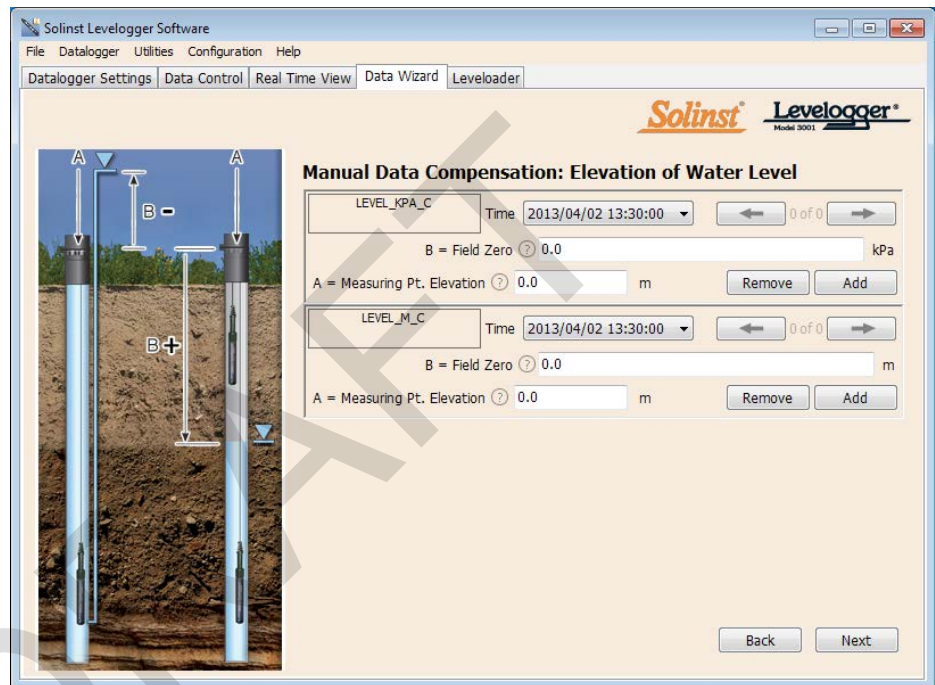 Solinst Levelogger Software
File Datalogger Utilities Configuration Help
Datalogger Settings Data Control Real Time View Data Wizard Leveloader
Solinst Levelogger
Model 3001
A A
B -
B +
Manual Data Compensation: Elevation of Water Level
LEVEL_KPA_C Time 2013/04/02 13:30:00 0 of 0
B = Field Zero ? 0.0 kPa
A = Measuring Pt. Elevation ? 0.0 m Remove Add
LEVEL_M_C Time 2013/04/02 13:30:00 0 of 0
B = Field Zero ? 0.0 m
A = Measuring Pt. Elevation ? 0.0 m Remove Add
Back Next
DRAFT